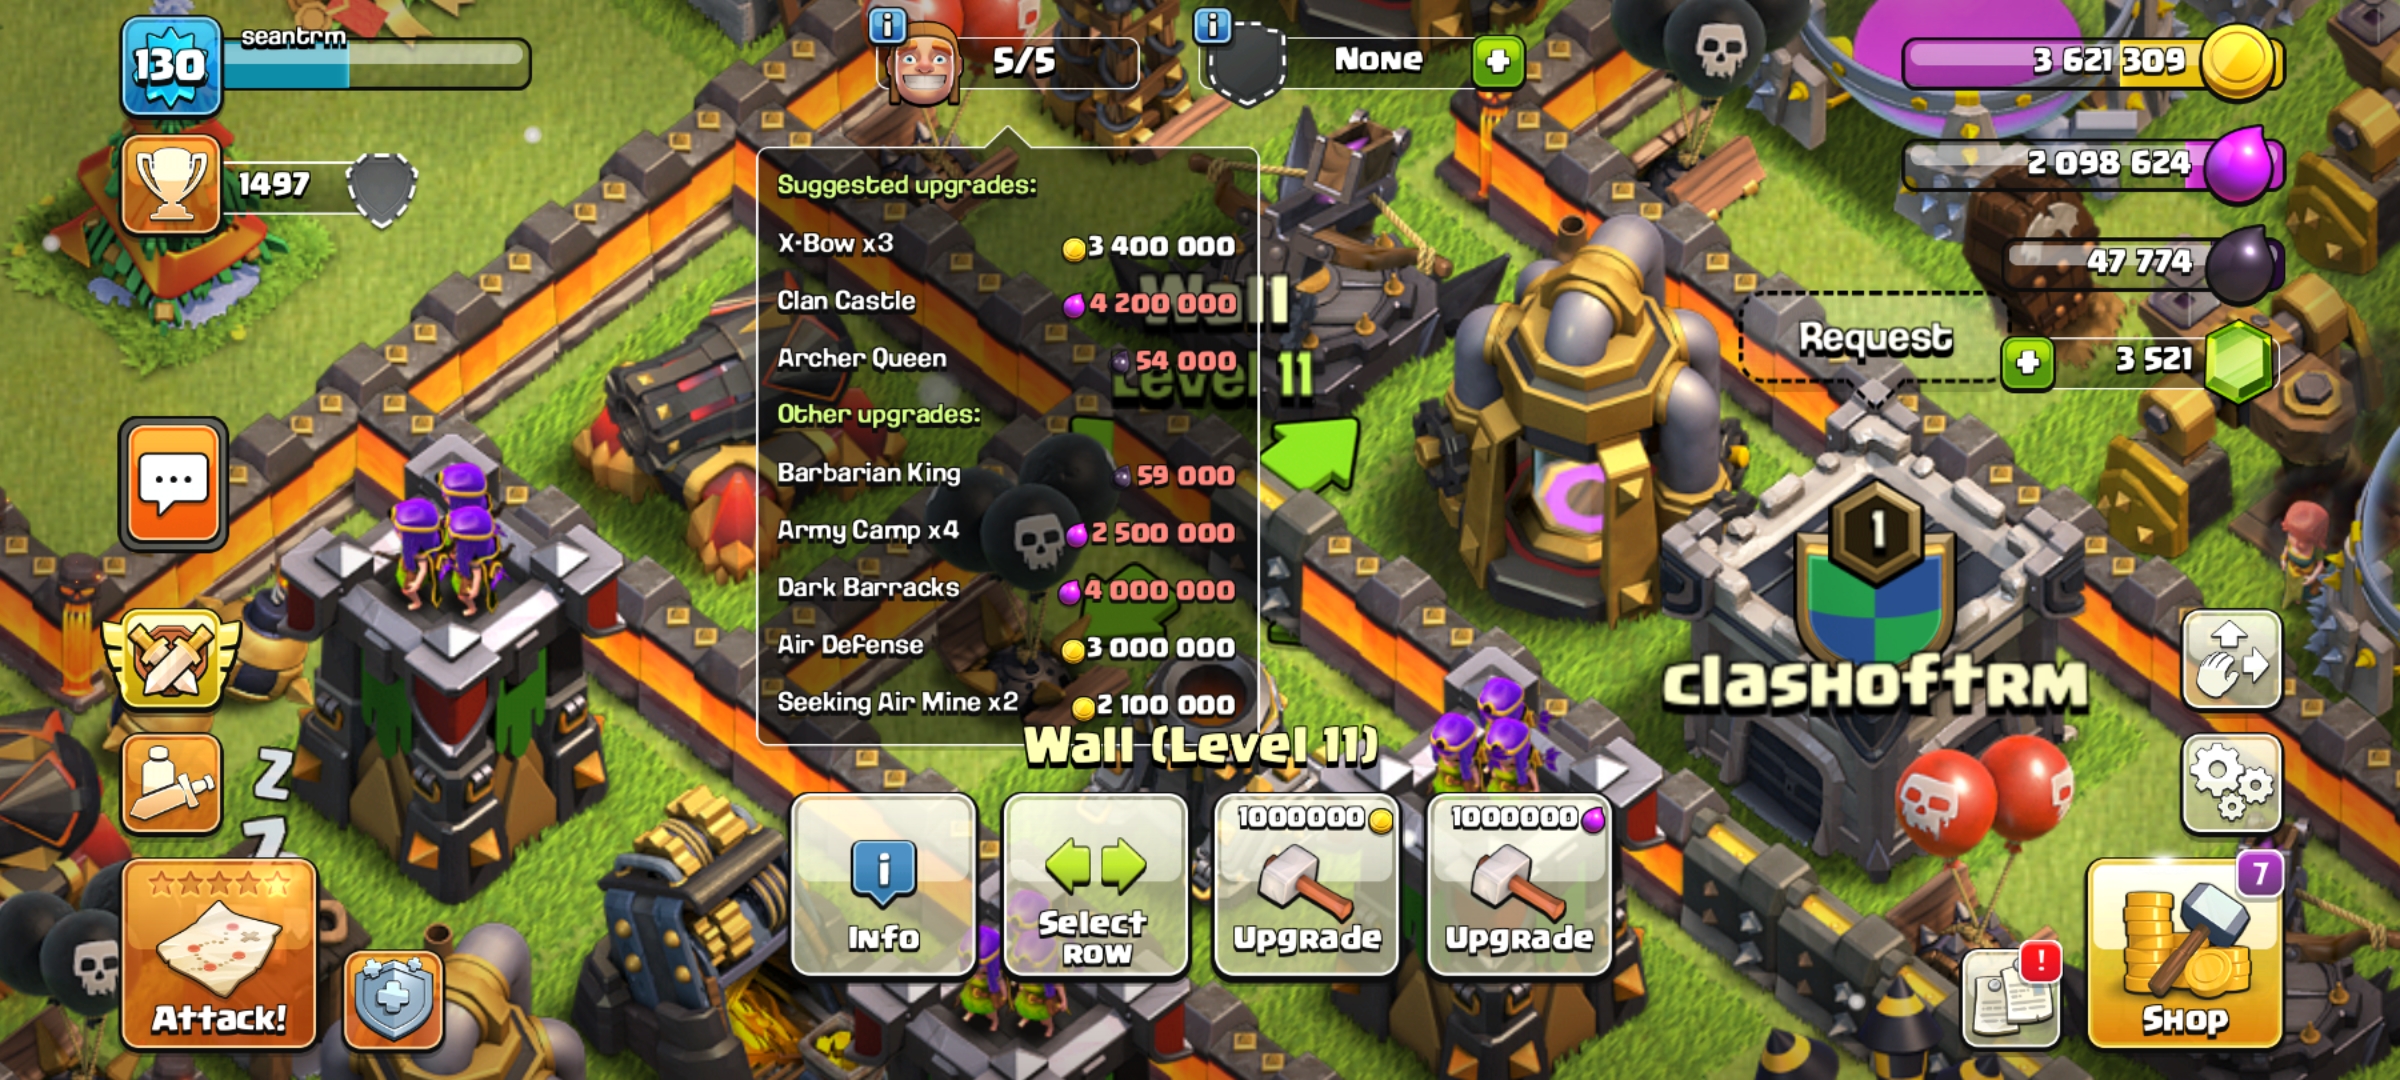 130
seantrm
5/5
None
3 621 309
1497
2 098 624
47 774
Request
3 521
Suggested upgrades:
X-Bow x3 3 400 000
Clan Castle 4 200 000
Archer Queen 54 000
Other upgrades:
Barbarian King 59 000
Army Camp x4 2 500 000
Dark Barracks 4 000 000
Air Defense 3 000 000
Seeking Air Mine x2 2 100 000
Wall
Level 11
1
clashoftRM
Wall (Level 11)
Z
Z
Info
Select
Row
1000000
Upgrade
1000000
Upgrade
Attack!
!
7
Shop